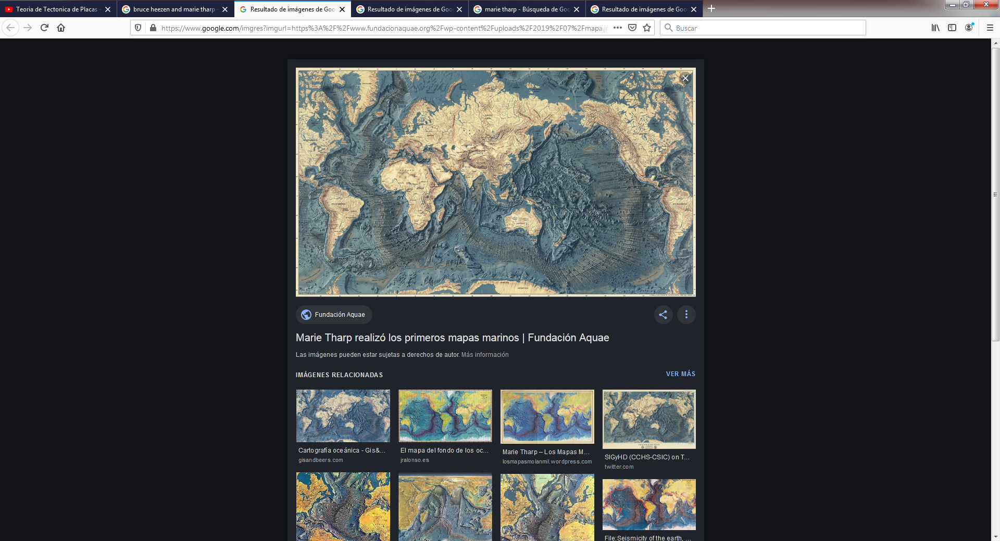 Teoria de Tectonica de Placas -
bruce heezen and marie tharp -
Resultado de imágenes de Goo
Resultado de imágenes de Goo
marie tharp - Búsqueda de Go
Resultado de imágenes de Goo
https://www.google.com/imgres?imgurl=https%3A%2F%2Fwww.fundacionaquae.org%2Fwp-content%2Fuploads%2F2019%2F07%2Fmapa.jp
Buscar
Fundación Aquae
Marie Tharp realizó los primeros mapas marinos | Fundación Aquae
Las imágenes pueden estar sujetas a derechos de autor. Más información
IMÁGENES RELACIONADAS
VER MÁS
Cartografía oceánica - Gis&...
gisandbeers.com
El mapa del fondo de los oc...
jralonso.es
Marie Tharp – Los Mapas M...
losmapasmolanmil.wordpress.com
SIGyHD (CCHS-CSIC) on T...
twitter.com
File:Seismicity of the earth, ...